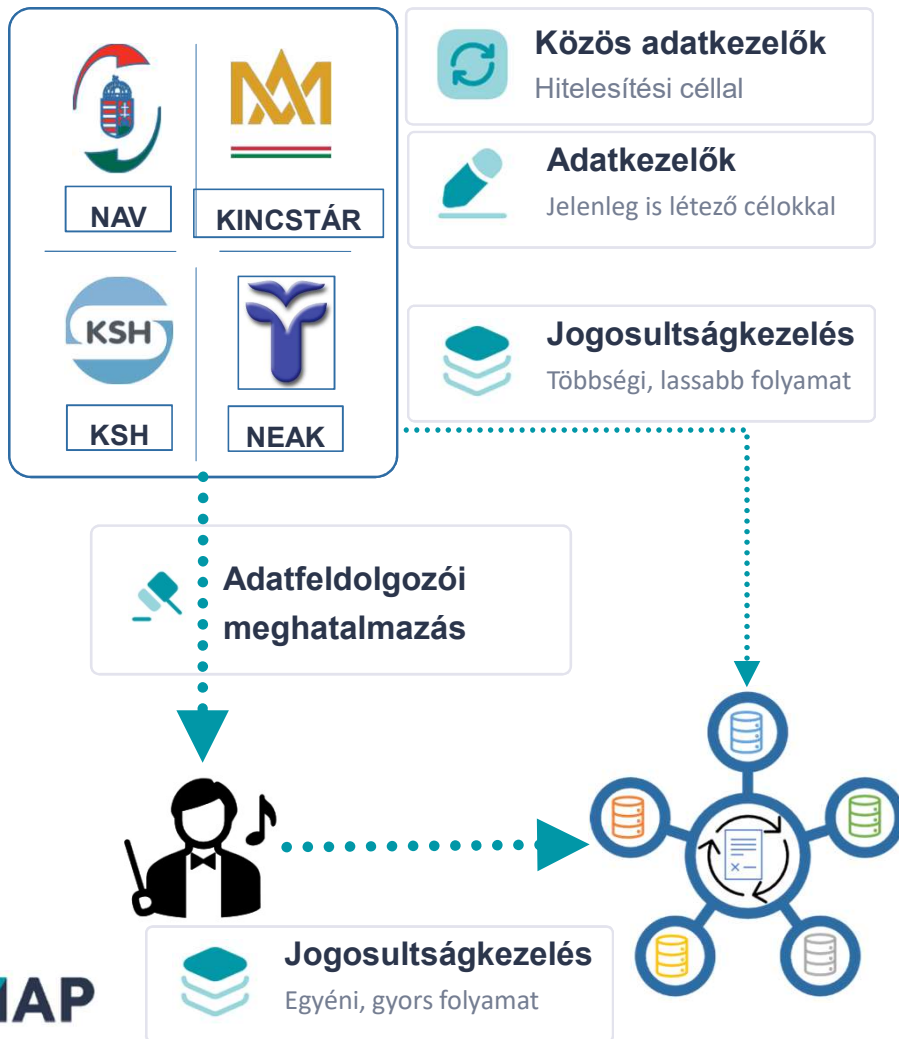 NAV
KINCSTÁR
KSH
KSH
NEAK
Közös adatkezelők
Hitelesítési céllal
Adatkezelők
Jelenleg is létező célokkal
Jogosultságkezelés
Többségi, lassabb folyamat
Adatfeldolgozói
meghatalmazás
Jogosultságkezelés
Egyéni, gyors folyamat